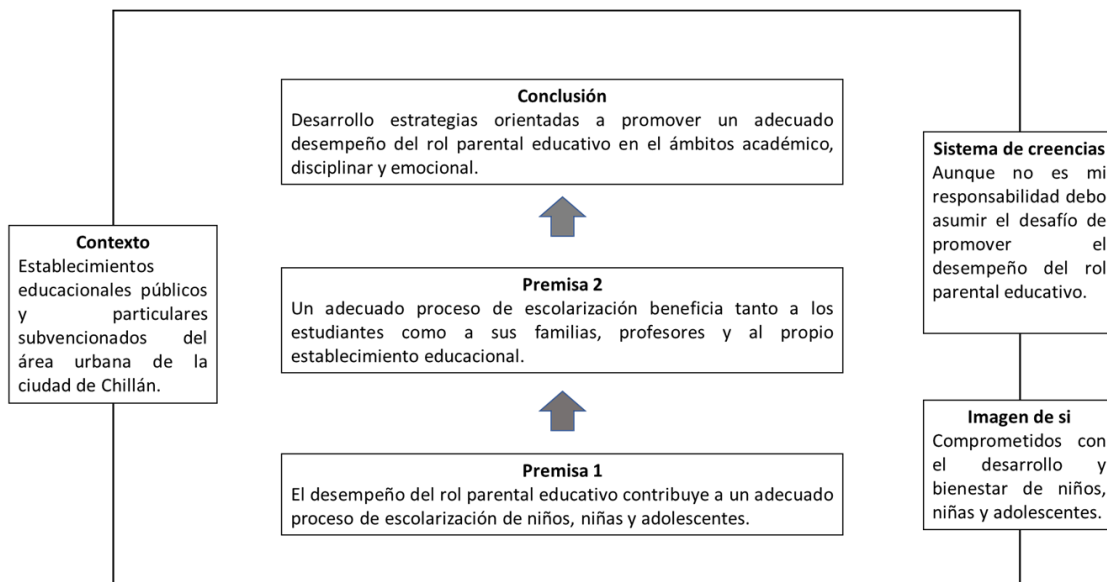 Conclusión
Desarrollo estrategias orientadas a promover un adecuado
desempeño del rol parental educativo en el ámbitos académico,
disciplinar y emocional.
Contexto
Establecimientos
educacionales públicos
y particulares
subvencionados del
área urbana de la
ciudad de Chillán.
Premisa 2
Un adecuado proceso de escolarización beneficia tanto a los
estudiantes como a sus familias, profesores y al propio
establecimiento educacional.
Premisa 1
El desempeño del rol parental educativo contribuye a un adecuado
proceso de escolarización de niños, niñas y adolescentes.
Sistema de creencias
Aunque no es mi
responsabilidad debo
asumir el desafío de
promover el
desempeño del rol
parental educativo.
Imagen de si
Comprometidos con
el desarrollo y
bienestar de niños,
niñas y adolescentes.